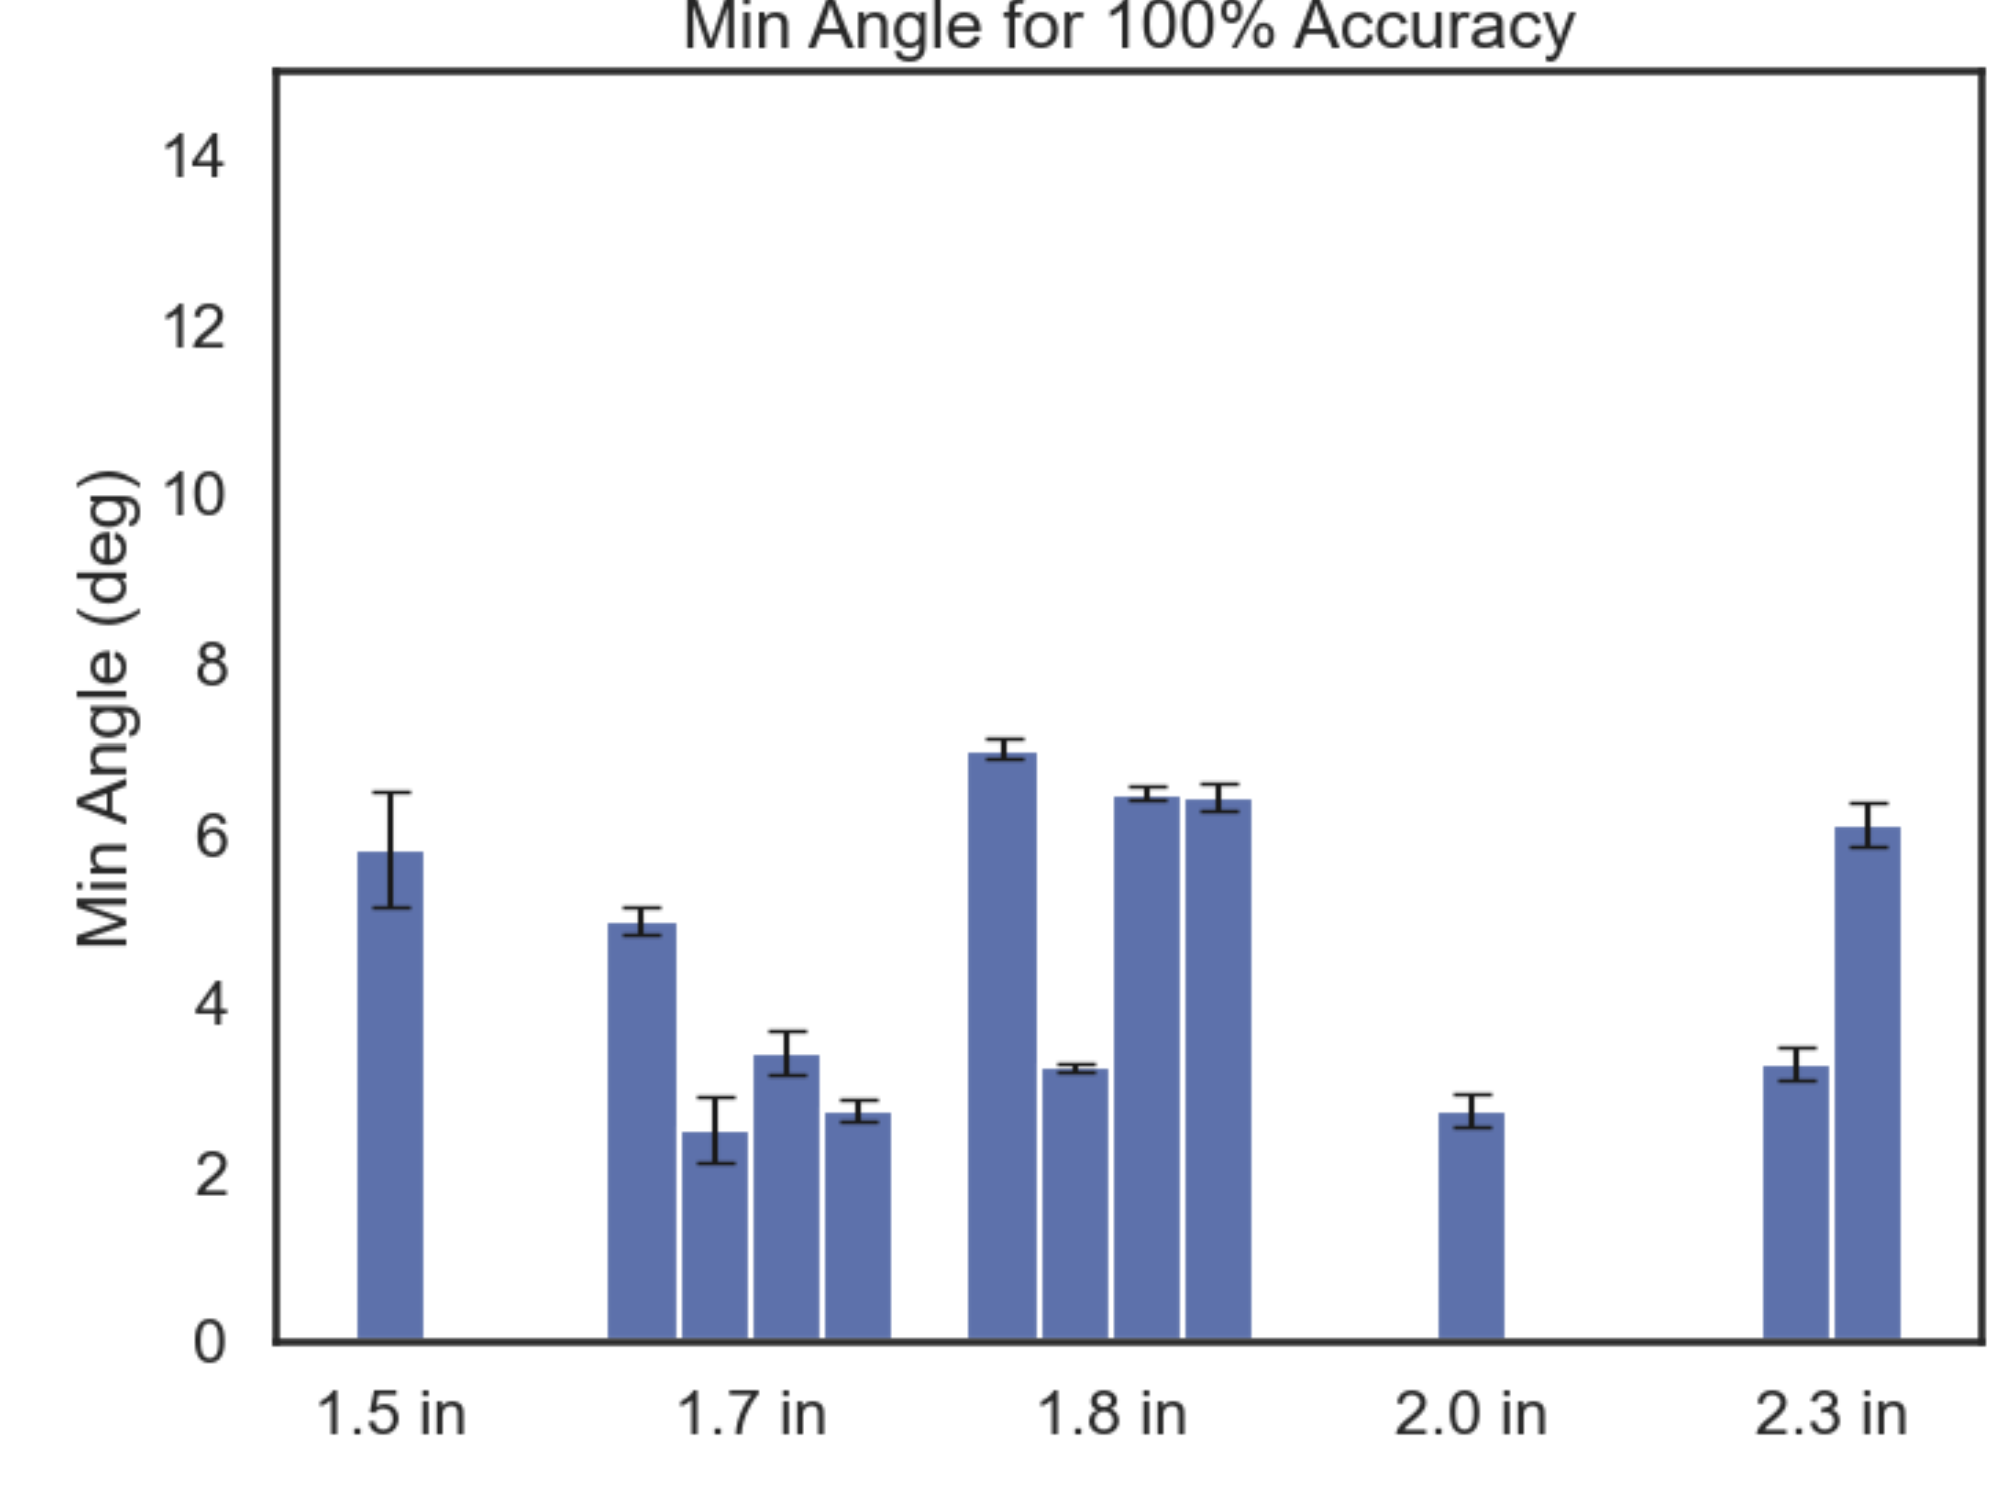 Min Angle for 100% Accuracy
Min Angle (deg)
14
12
10
8
6
4
2
0
1.5 in
1.7 in
1.8 in
2.0 in
2.3 in